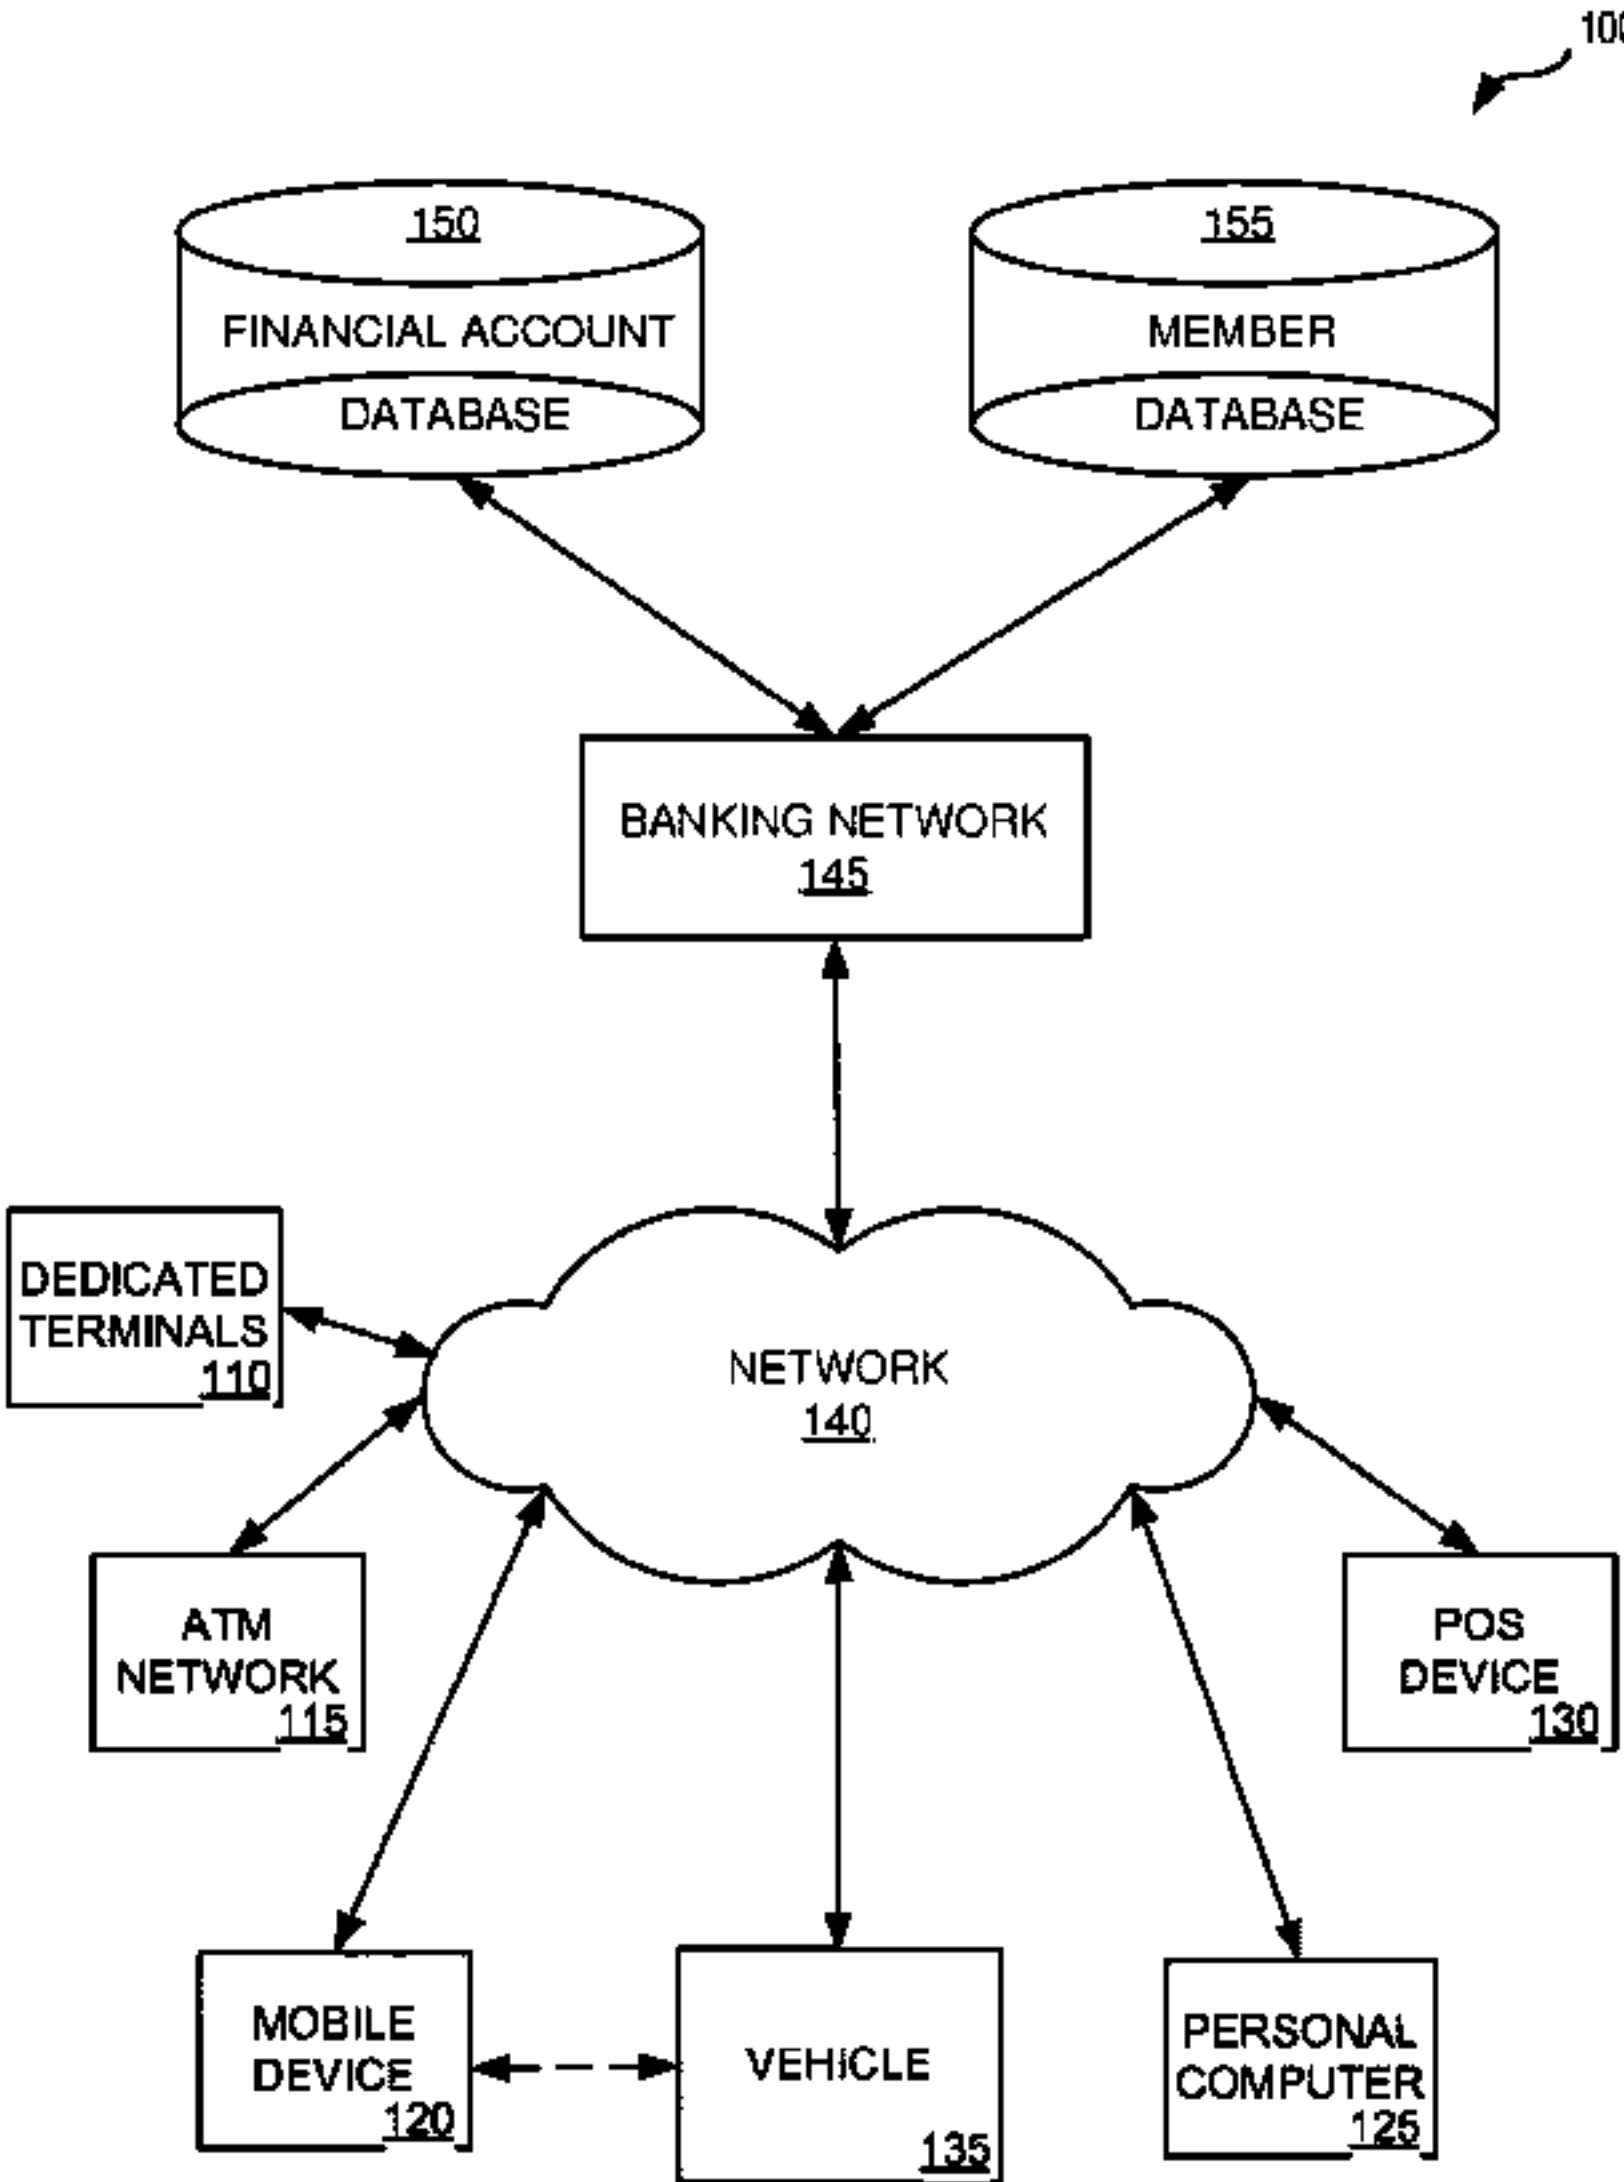 100
150
FINANCIAL ACCOUNT
DATABASE
155
MEMBER
DATABASE
BANKING NETWORK
145
DEDICATED
TERMINALS
110
NETWORK
140
ATM
NETWORK
115
POS
DEVICE
130
MOBILE
DEVICE
120
VEHICLE
135
PERSONAL
COMPUTER
125